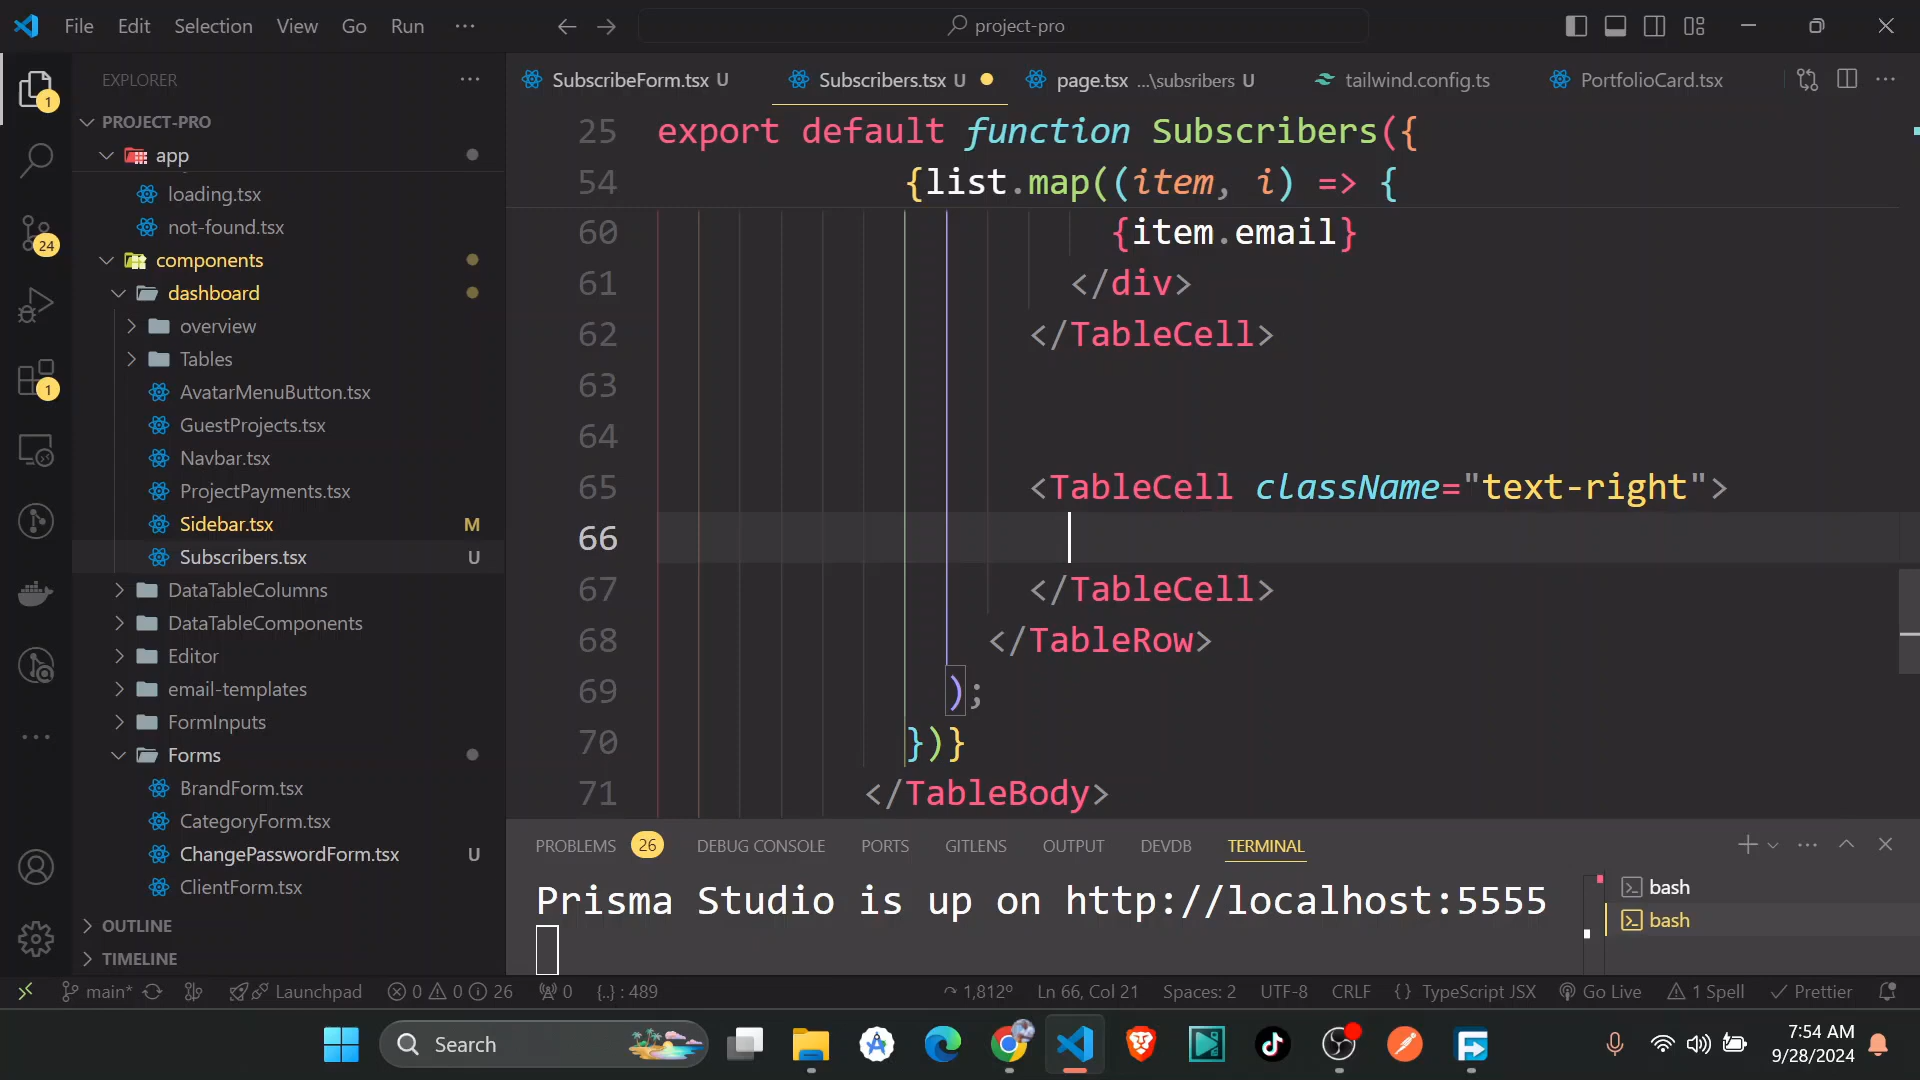 File Edit Selection View Go Run ···
project-pro
EXPLORER
PROJECT-PRO
app
loading.tsx
not-found.tsx
components
dashboard
overview
Tables
AvatarMenuButton.tsx
GuestProjects.tsx
Navbar.tsx
ProjectPayments.tsx
Sidebar.tsx M
Subscribers.tsx U
DataTableColumns
DataTableComponents
Editor
email-templates
FormInputs
Forms
BrandForm.tsx
CategoryForm.tsx
ChangePasswordForm.tsx U
ClientForm.tsx
OUTLINE
TIMELINE
1
24
1
SubscribeForm.tsx U Subscribers.tsx U page.tsx ...\subsribers U tailwind.config.ts PortfolioCard.tsx
25 export default function Subscribers({
54 {list.map((item, i) => {
60 {item.email}
61 </div>
62 </TableCell>
63
64
65 <TableCell className="text-right">
66
67 </TableCell>
68 </TableRow>
69 );
70 })}
71 </TableBody>
PROBLEMS 26 DEBUG CONSOLE PORTS GITLENS OUTPUT DEVDB TERMINAL
Prisma Studio is up on http://localhost:5555
bash
bash
main* Launchpad 0 0 26 0 {..} : 489 1,812° Ln 66, Col 21 Spaces: 2 UTF-8 CRLF {} TypeScript JSX Go Live 1 Spell Prettier
Search
7:54 AM
9/28/2024